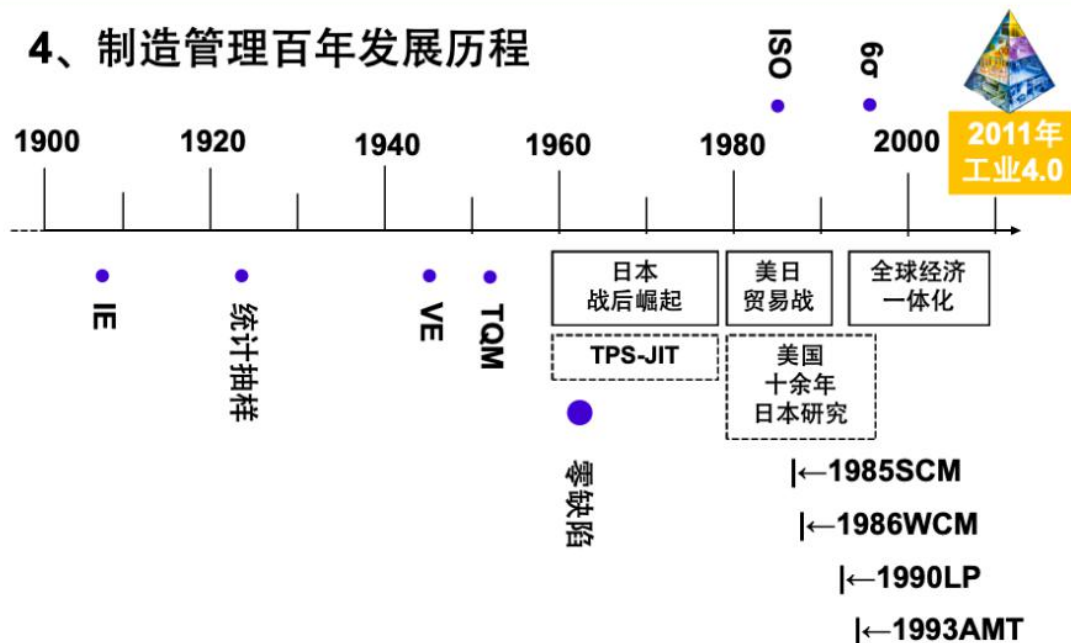 4、制造管理百年发展历程
ISO
6σ
2011年
工业4.0
1900
1920
1940
1960
1980
2000
IE
统计抽样
VE
TQM
日本
战后崛起
美日
贸易战
全球经济
一体化
TPS-JIT
美国
十余年
日本研究
零缺陷
|←1985SCM
|←1986WCM
|←1990LP
|←1993AMT